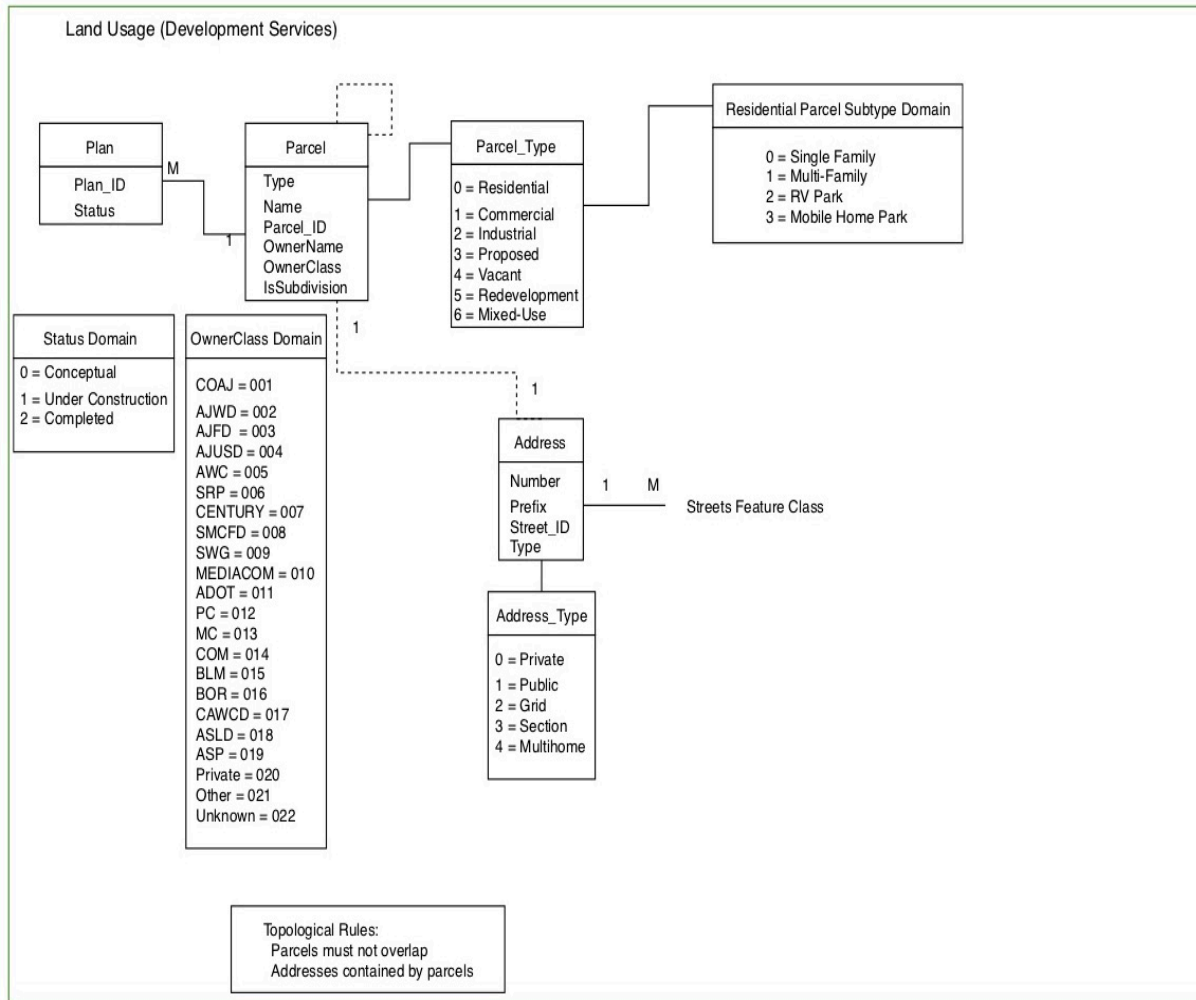 Land Usage (Development Services)
Plan
Plan_ID
Status
M
1
Parcel
Type
Name
Parcel_ID
OwnerName
OwnerClass
IsSubdivision
Parcel_Type
0 = Residential
1 = Commercial
2 = Industrial
3 = Proposed
4 = Vacant
5 = Redevelopment
6 = Mixed-Use
Residential Parcel Subtype Domain
0 = Single Family
1 = Multi-Family
2 = RV Park
3 = Mobile Home Park
Status Domain
0 = Conceptual
1 = Under Construction
2 = Completed
OwnerClass Domain
COAJ = 001
AJWD = 002
AJFD = 003
AJUSD = 004
AWC = 005
SRP = 006
CENTURY = 007
SMCFD = 008
SWG = 009
MEDIACOM = 010
ADOT = 011
PC = 012
MC = 013
COM = 014
BLM = 015
BOR = 016
CAWCD = 017
ASLD = 018
ASP = 019
Private = 020
Other = 021
Unknown = 022
1
1
Address
Number
Prefix
Street_ID
Type
1 M
Streets Feature Class
Address_Type
0 = Private
1 = Public
2 = Grid
3 = Section
4 = Multihome
Topological Rules:
Parcels must not overlap
Addresses contained by parcels